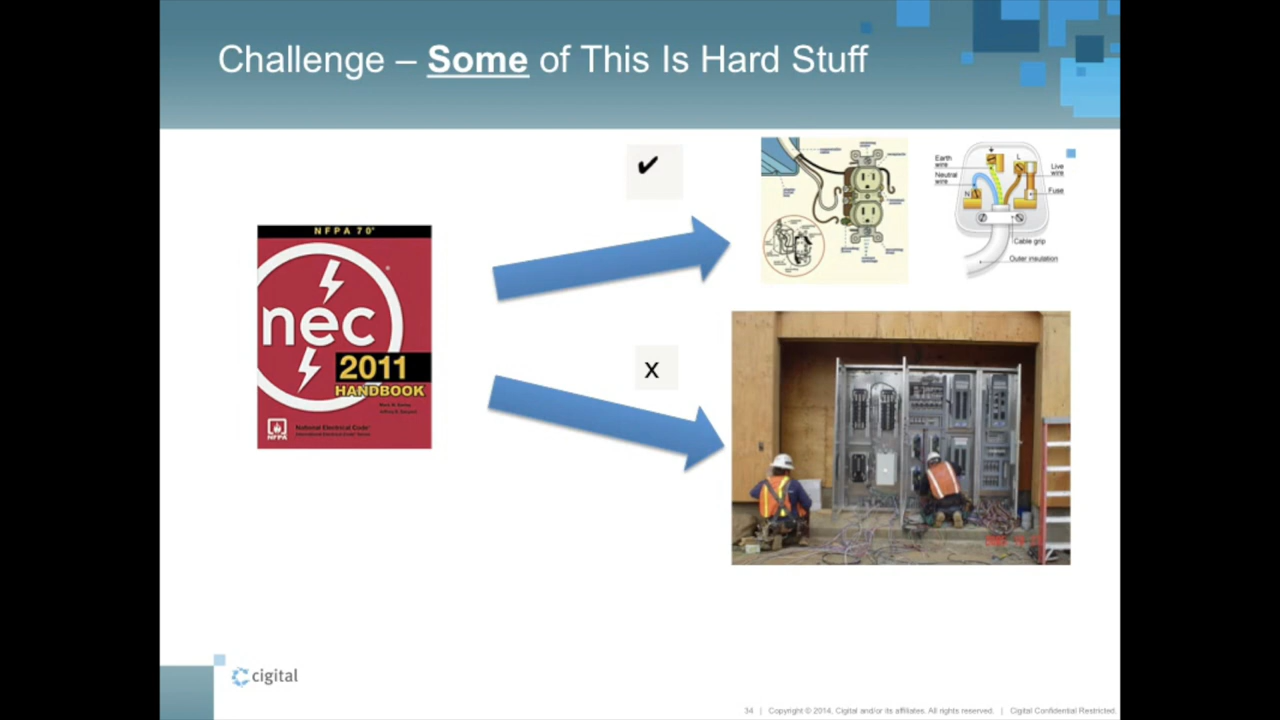 Challenge – Some of This Is Hard Stuff
✔
NFPA 70
nec
2011
HANDBOOK
National Electrical Code
NFPA
x
Earth
wire
Neutral
wire
L
N
Live
wire
Fuse
Cable grip
Outer insulation
cigital
34 | Copyright © 2014, Cigital and/or its affiliates. All rights reserved. | Cigital Confidential Restricted.